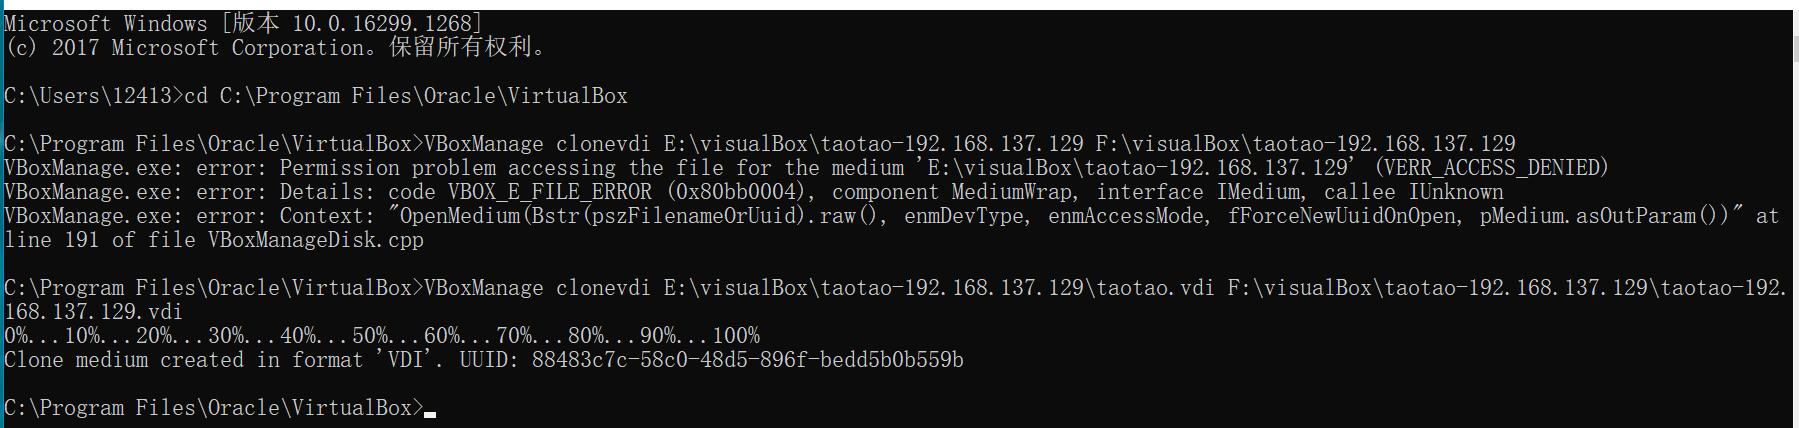 Microsoft Windows [版本 10.0.16299.1268]
(c) 2017 Microsoft Corporation。保留所有权利。
C:\Users\12413>cd C:\Program Files\Oracle\VirtualBox
C:\Program Files\Oracle\VirtualBox>VBoxManage clonevdi E:\visualBox\taotao-192.168.137.129 F:\visualBox\taotao-192.168.137.129
VBoxManage.exe: error: Permission problem accessing the file for the medium 'E:\visualBox\taotao-192.168.137.129' (VERR_ACCESS_DENIED)
VBoxManage.exe: error: Details: code VBOX_E_FILE_ERROR (0x80bb0004), component MediumWrap, interface IMedium, callee IUnknown
VBoxManage.exe: error: Context: "OpenMedium(Bstr(pszFilenameOrUuid).raw(), enmDevType, enmAccessMode, fForceNewUuidOnOpen, pMedium.asOutParam())" at
line 191 of file VBoxManageDisk.cpp
C:\Program Files\Oracle\VirtualBox>VBoxManage clonevdi E:\visualBox\taotao-192.168.137.129\taotao.vdi F:\visualBox\taotao-192.168.137.129\taotao-192.
168.137.129.vdi
0%...10%...20%...30%...40%...50%...60%...70%...80%...90%...100%
Clone medium created in format 'VDI'. UUID: 88483c7c-58c0-48d5-896f-bedd5b0b559b
C:\Program Files\Oracle\VirtualBox>